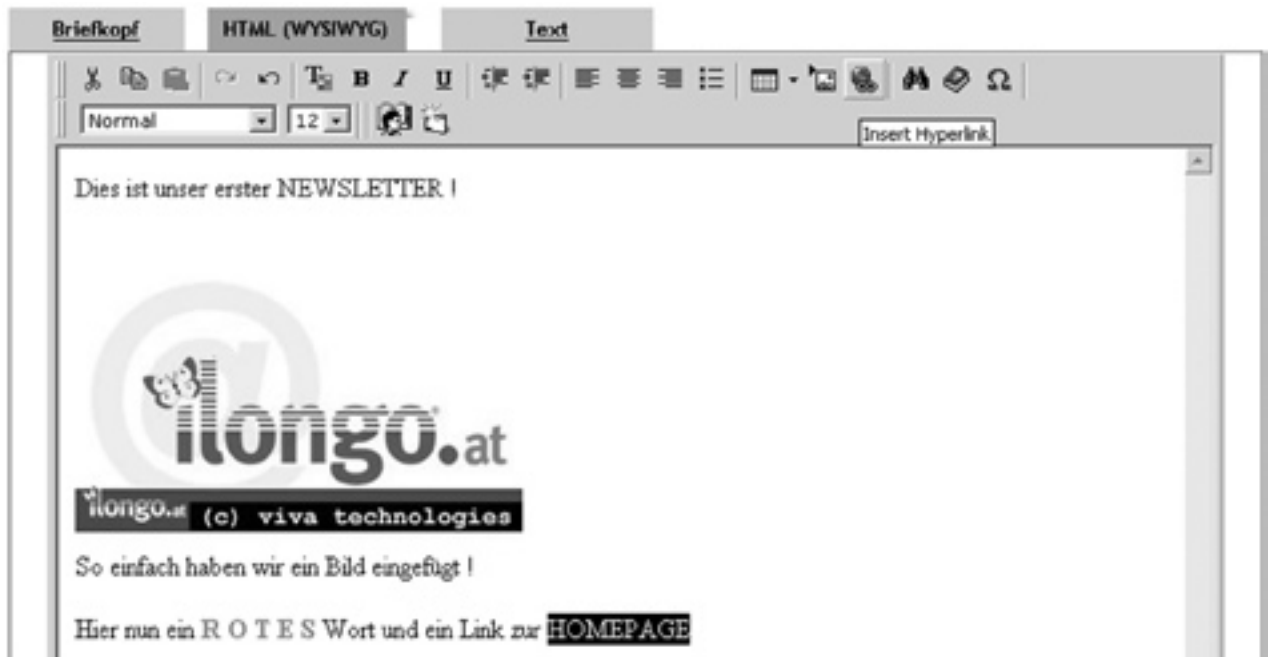 Briefkopf HTML (WYSIWYG) Text
B I U Ω
Normal 12
Insert Hyperlink
Dies ist unser erster NEWSLETTER !
@
ilongo.at
ilongo.at (c) viva technologies
So einfach haben wir ein Bild eingefügt !
Hier nun ein R O T E S Wort und ein Link zur HOMEPAGE